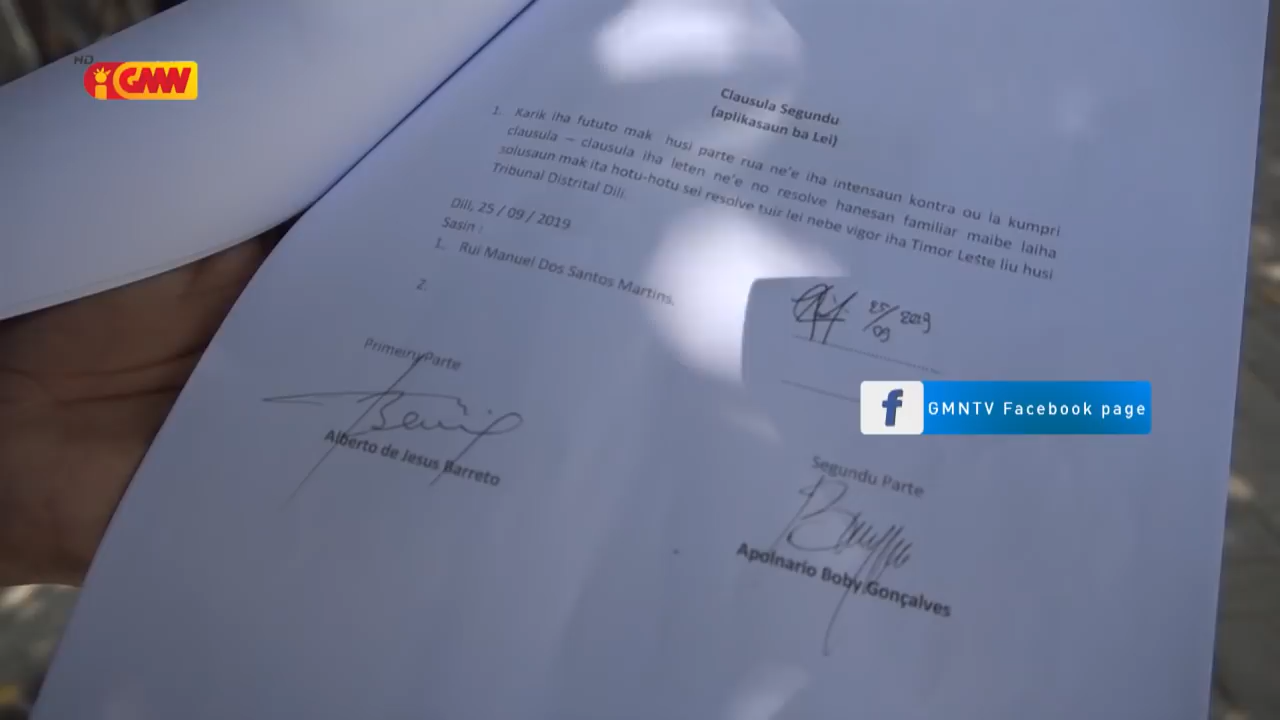 HD
GMN
Clausula Segundu
(aplikasaun ba Lei)
1. Karik iha fututo mak husi parte rua ne'e iha intensaun kontra ou la kumpri
clausula – clausula iha leten ne'e no resolve hanesan familiar maibe laiha
solusaun mak ita hotu-hotu sei resolve tuir lei nebe vigor iha Timor Leste liu husi
Tribunal Distrital Dili.
Dili, 25 / 09 / 2019
Sasin :
1. Rui Manuel Dos Santos Martins.
25/09 2019
2.
f GMNTV Facebook page
Primeiru Parte
Alberto de Jesus Barreto
Segundu Parte
Apolnario Boby Gonçalves